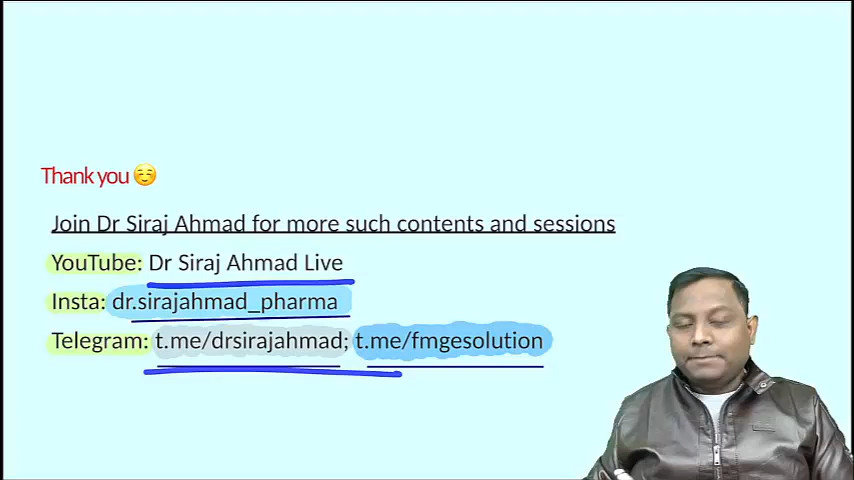 Thank you ☺️
Join Dr Siraj Ahmad for more such contents and sessions
YouTube: Dr Siraj Ahmad Live
Insta: dr.sirajahmad_pharma
Telegram: t.me/drsirajahmad; t.me/fmgesolution